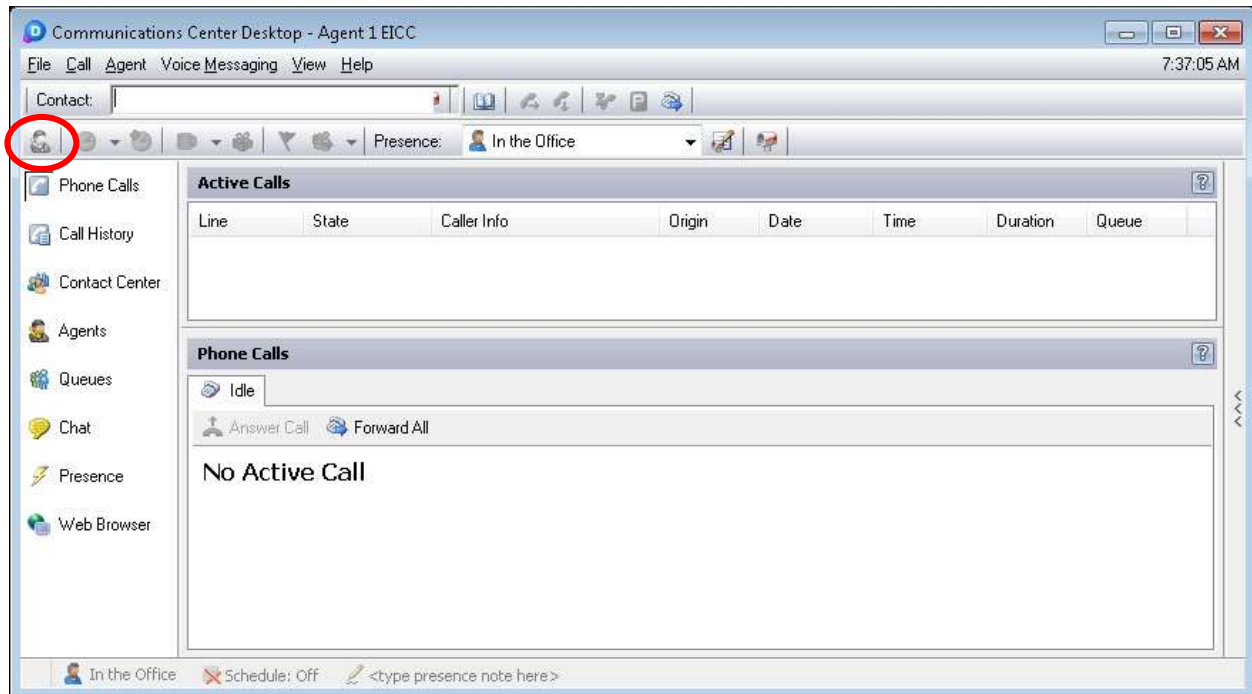 Communications Center Desktop - Agent 1 EICC
File Call Agent Voice Messaging View Help 7:37:05 AM
Contact:
Presence: In the Office
Phone Calls
Call History
Contact Center
Agents
Queues
Chat
Presence
Web Browser
Active Calls
Line State Caller Info Origin Date Time Duration Queue
Phone Calls
Idle
Answer Call Forward All
No Active Call
In the Office Schedule: Off <type presence note here>